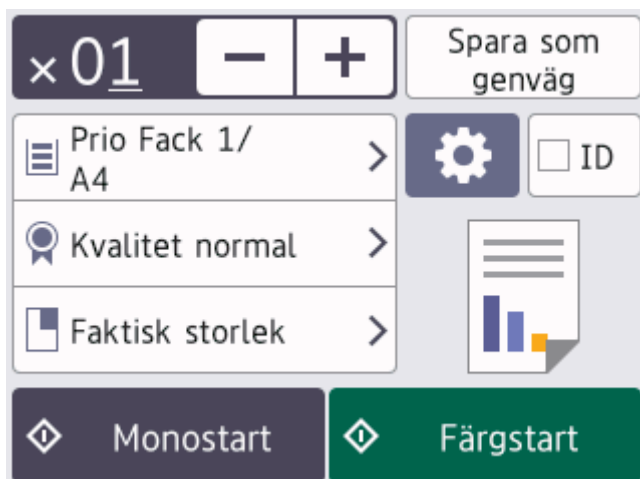 ×01
− +
Spara som
genväg
Prio Fack 1/
A4
ID
Kvalitet normal
Faktisk storlek
Monostart
Färgstart